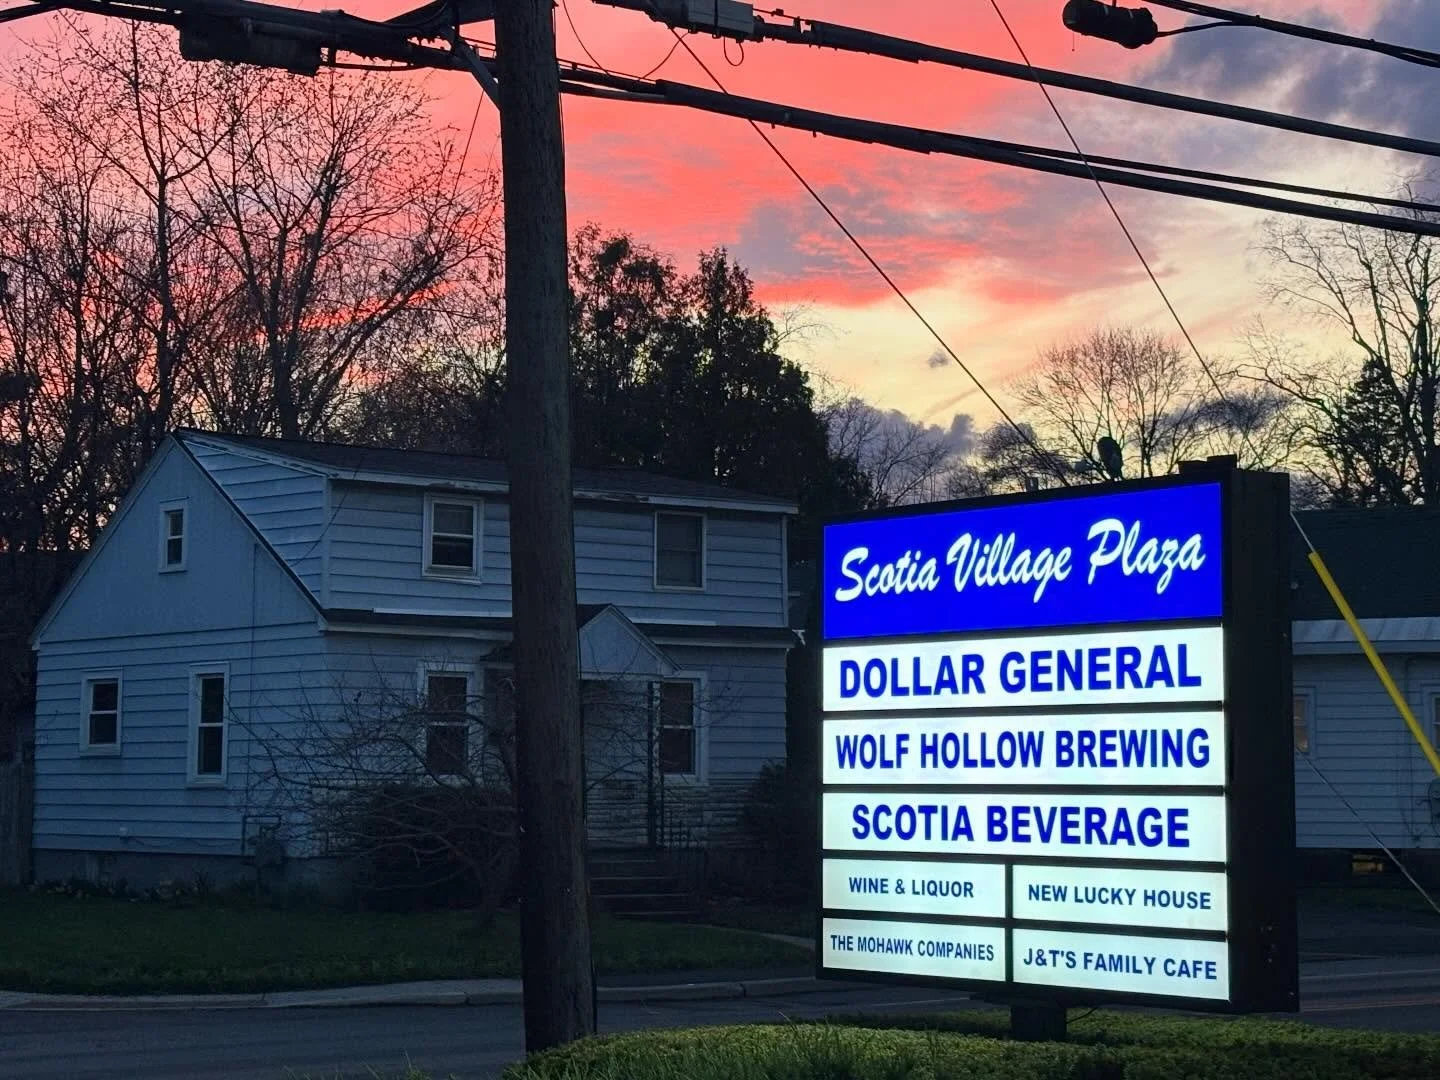 Scotia Village Plaza
DOLLAR GENERAL
WOLF HOLLOW BREWING
SCOTIA BEVERAGE
WINE & LIQUOR
NEW LUCKY HOUSE
THE MOHAWK COMPANIES
J&T'S FAMILY CAFE